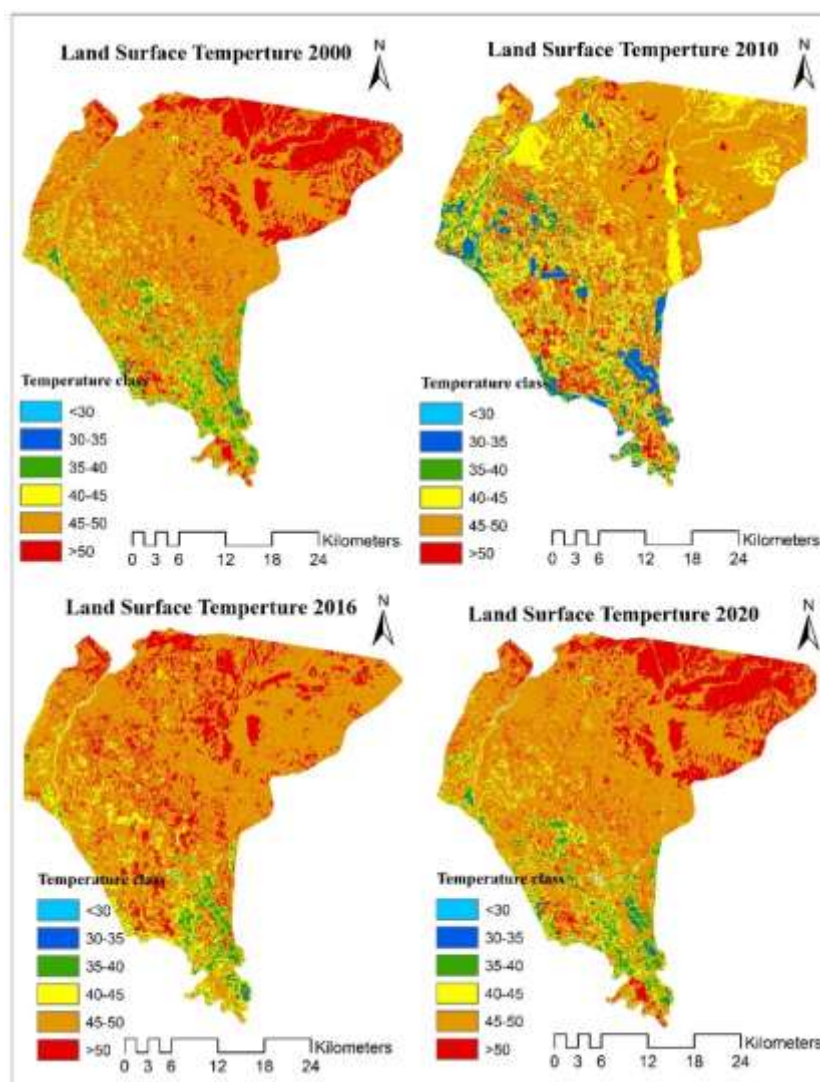 Land Surface Temperture 2000
N
Temperature class
<30
30-35
35-40
40-45
45-50
>50
Kilometers
0 3 6 12 18 24
Land Surface Temperture 2010
N
Temperature class
<30
30-35
35-40
40-45
45-50
>50
Kilometers
0 3 6 12 18 24
Land Surface Temperture 2016
N
Temperature class
<30
30-35
35-40
40-45
45-50
>50
Kilometers
0 3 6 12 18 24
Land Surface Temperture 2020
N
Temperature class
<30
30-35
35-40
40-45
45-50
>50
Kilometers
0 3 6 12 18 24